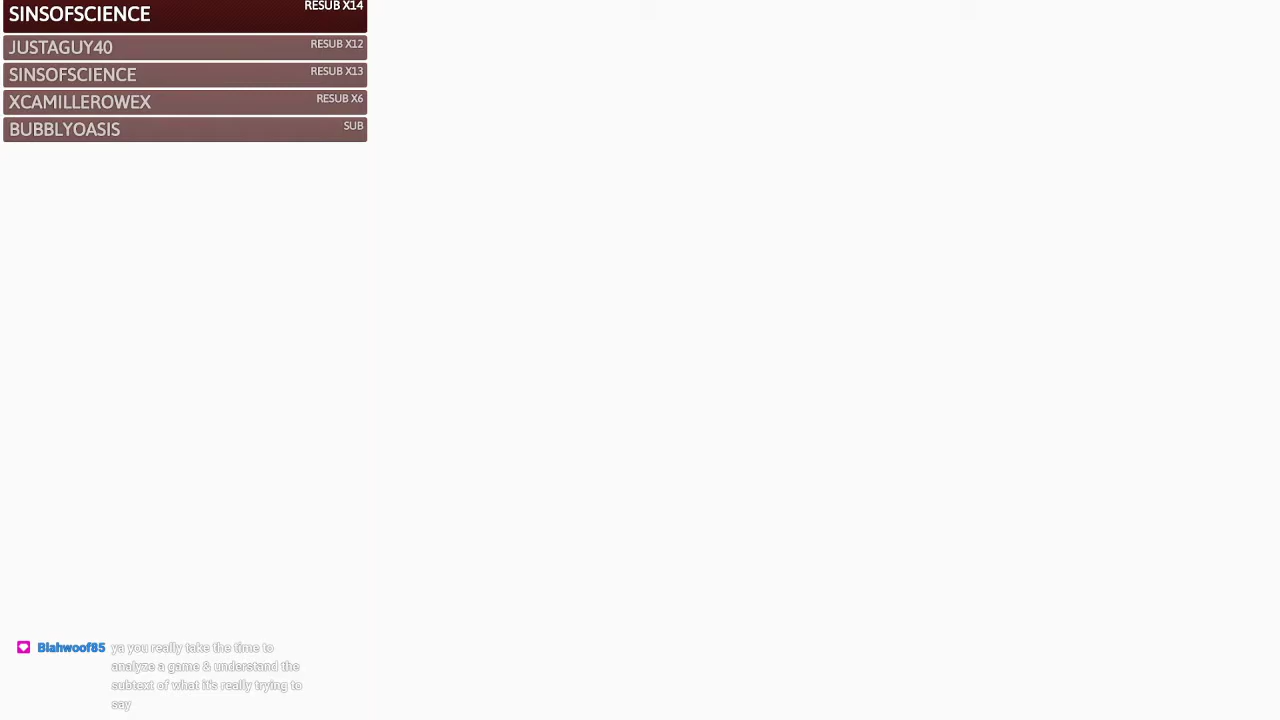 SINSOFSCIENCE RESUB X14
JUSTAGUY40 RESUB X12
SINSOFSCIENCE RESUB X13
XCAMILLEROWEX RESUB X6
BUBBLYOASIS SUB
Blahwoof85 ya you really take the time to
analyze a game & understand the
subtext of what it's really trying to
say